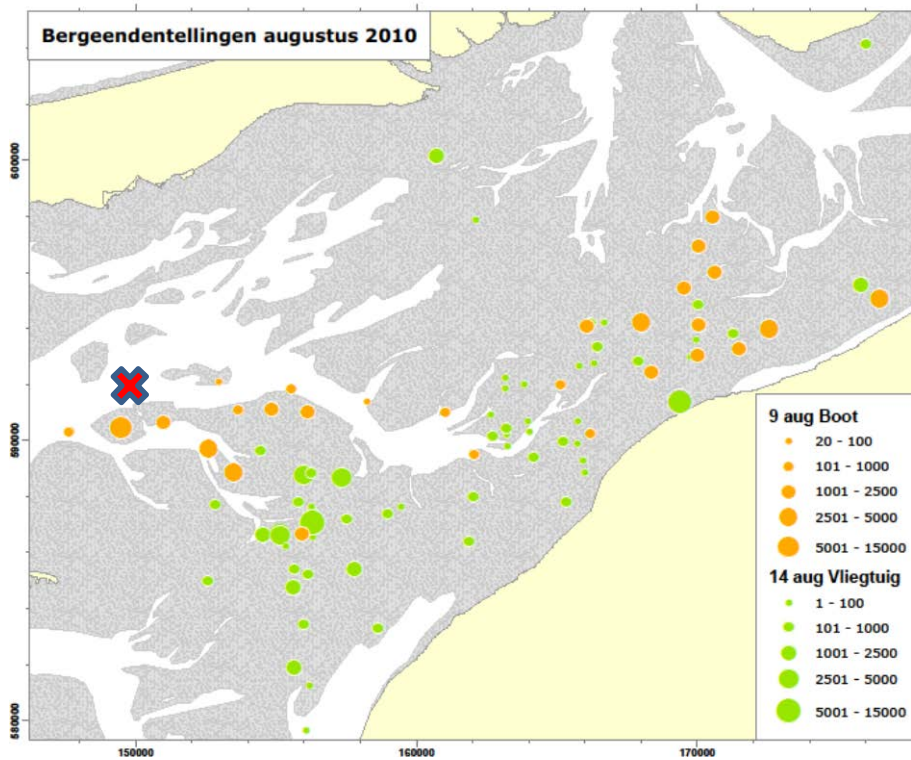 Bergeendentellingen augustus 2010
600000
590000
580000
150000
160000
170000
9 aug Boot
20 - 100
101 - 1000
1001 - 2500
2501 - 5000
5001 - 15000
14 aug Vliegtuig
1 - 100
101 - 1000
1001 - 2500
2501 - 5000
5001 - 15000